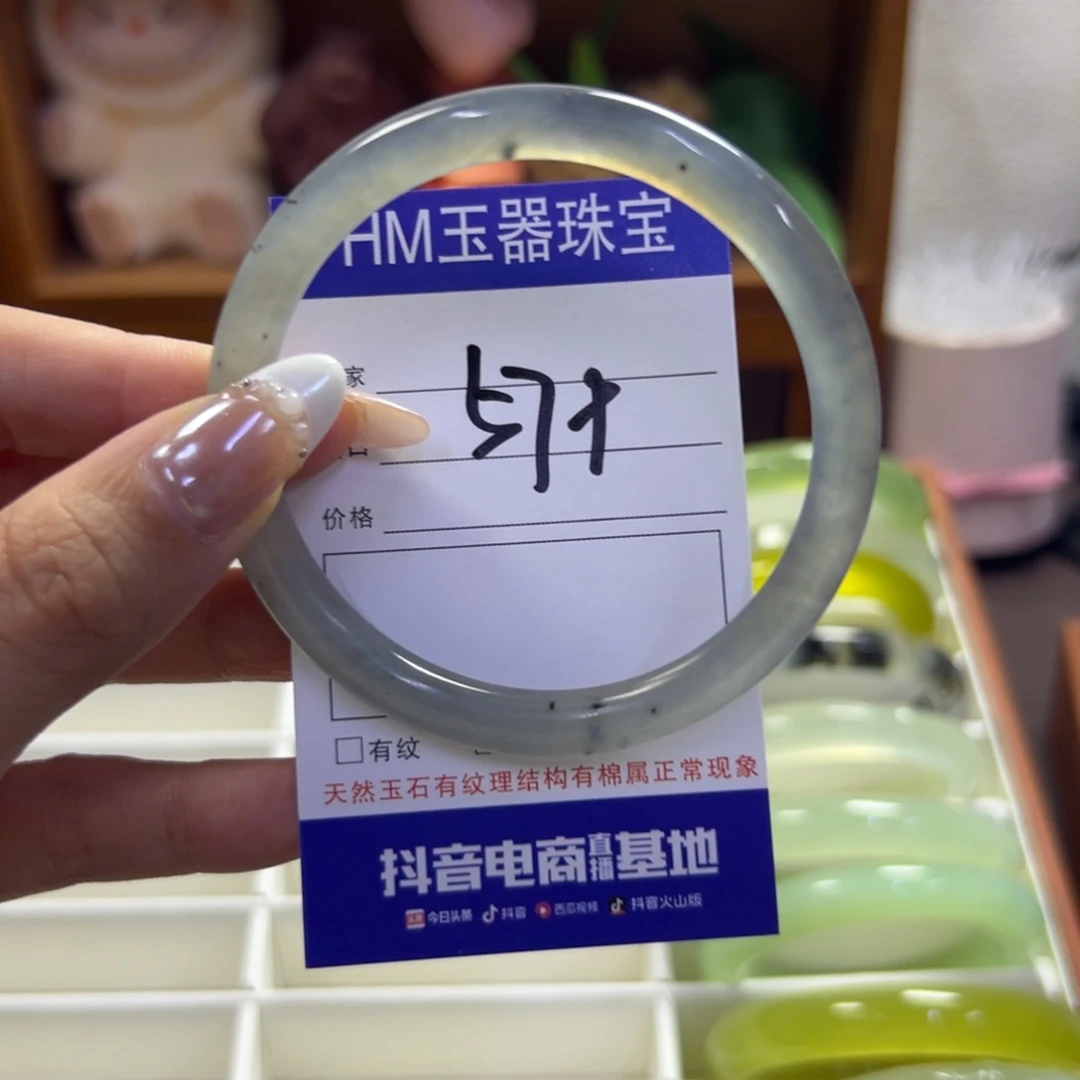 HM玉器珠宝
家
价格
有纹
天然玉石有纹理结构有棉属正常现象
抖音电商直播基地
头条 今日头条 抖音 西瓜视频 抖音火山版